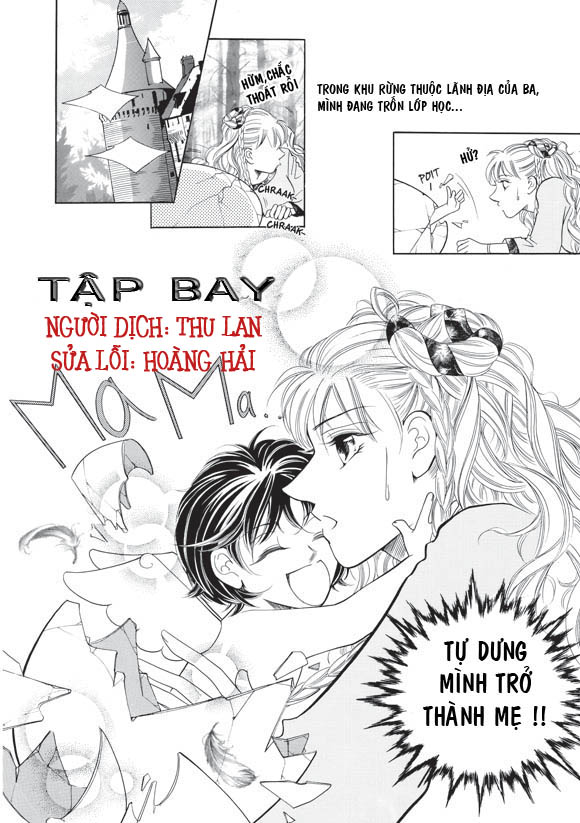 HỪM, CHẮC
THOÁT RỒI
TRONG KHU RỪNG THUỘC LÃNH ĐỊA CỦA BA,
MÌNH ĐANG TRỐN LỚP HỌC...
CHRAAK-
CHRAAK-
POIT
HỬ?
TẬP BAY
NGƯỜI DỊCH: THU LAN
SỬA LỖI: HOÀNG HẢI
MaMa...
TỰ DƯNG
MÌNH TRỞ
THÀNH MẸ !!